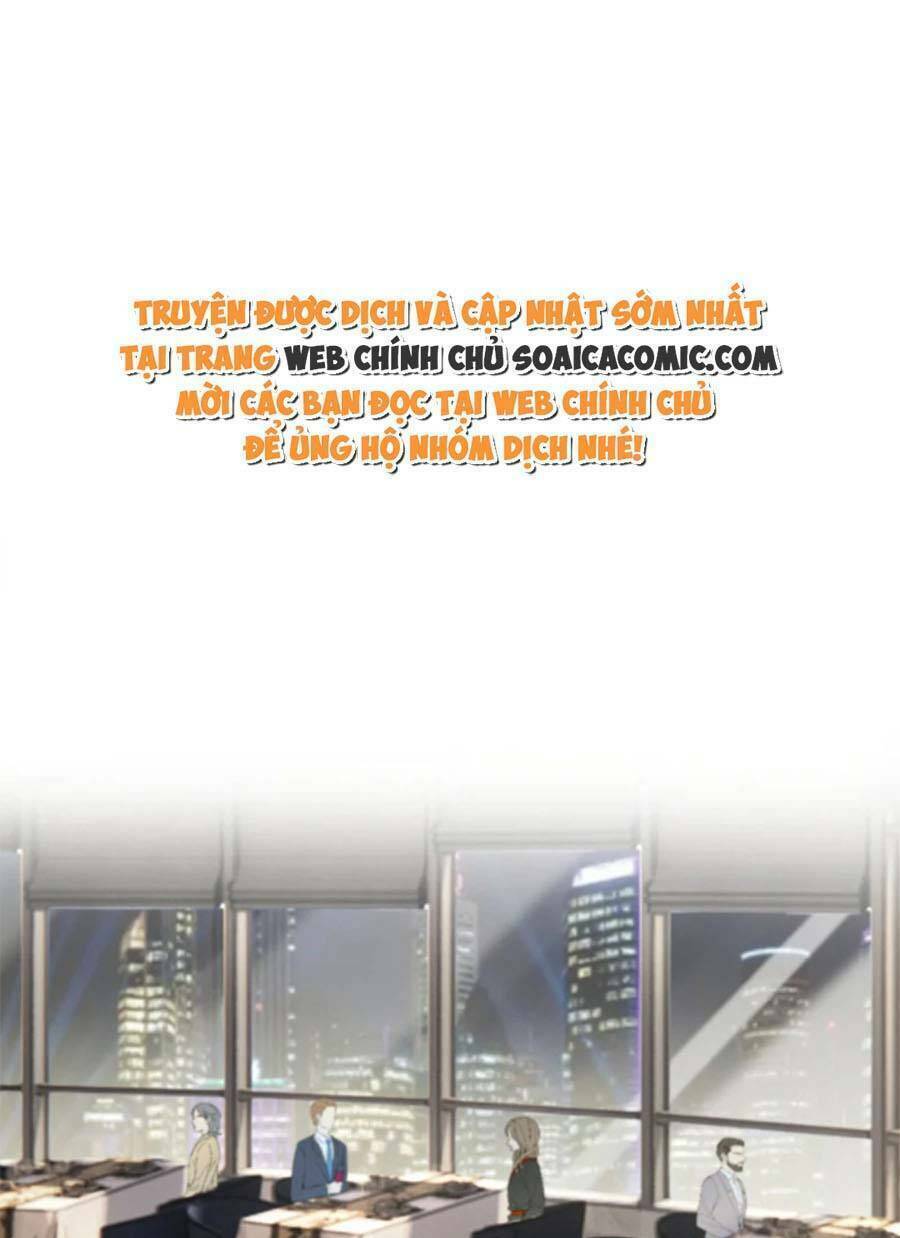 TRUYỆN ĐƯỢC DỊCH VÀ CẬP NHẬT SỚM NHẤT
TẠI TRANG WEB CHÍNH CHỦ SOAICACOMIC.COM
MỜI CÁC BẠN ĐỌC TẠI WEB CHÍNH CHỦ
ĐỂ ỦNG HỘ NHÓM DỊCH NHÉ!